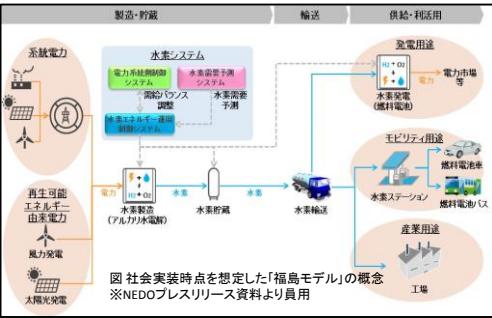 製造・貯蔵
輸送
供給・利活用
系統電力
水素システム
電力系統側制御
システム
水素需要予測
システム
需給バランス
調整
水素需要
予測
水素エネルギー運用
制御システム
再生可能
エネルギー
由来電力
風力発電
太陽光発電
電力
H₂ + O₂
水素製造
(アルカリ水電解)
水素
水素貯蔵
水素
水素輸送
発電用途
H₂ + O₂
水素発電
(燃料電池)
電力
電力市場
等
モビリティ用途
水素ステーション
燃料電池車
燃料電池バス
産業用途
工場
図 社会実装時点を想定した「福島モデル」の概念
※NEDOプレスリリース資料より員用